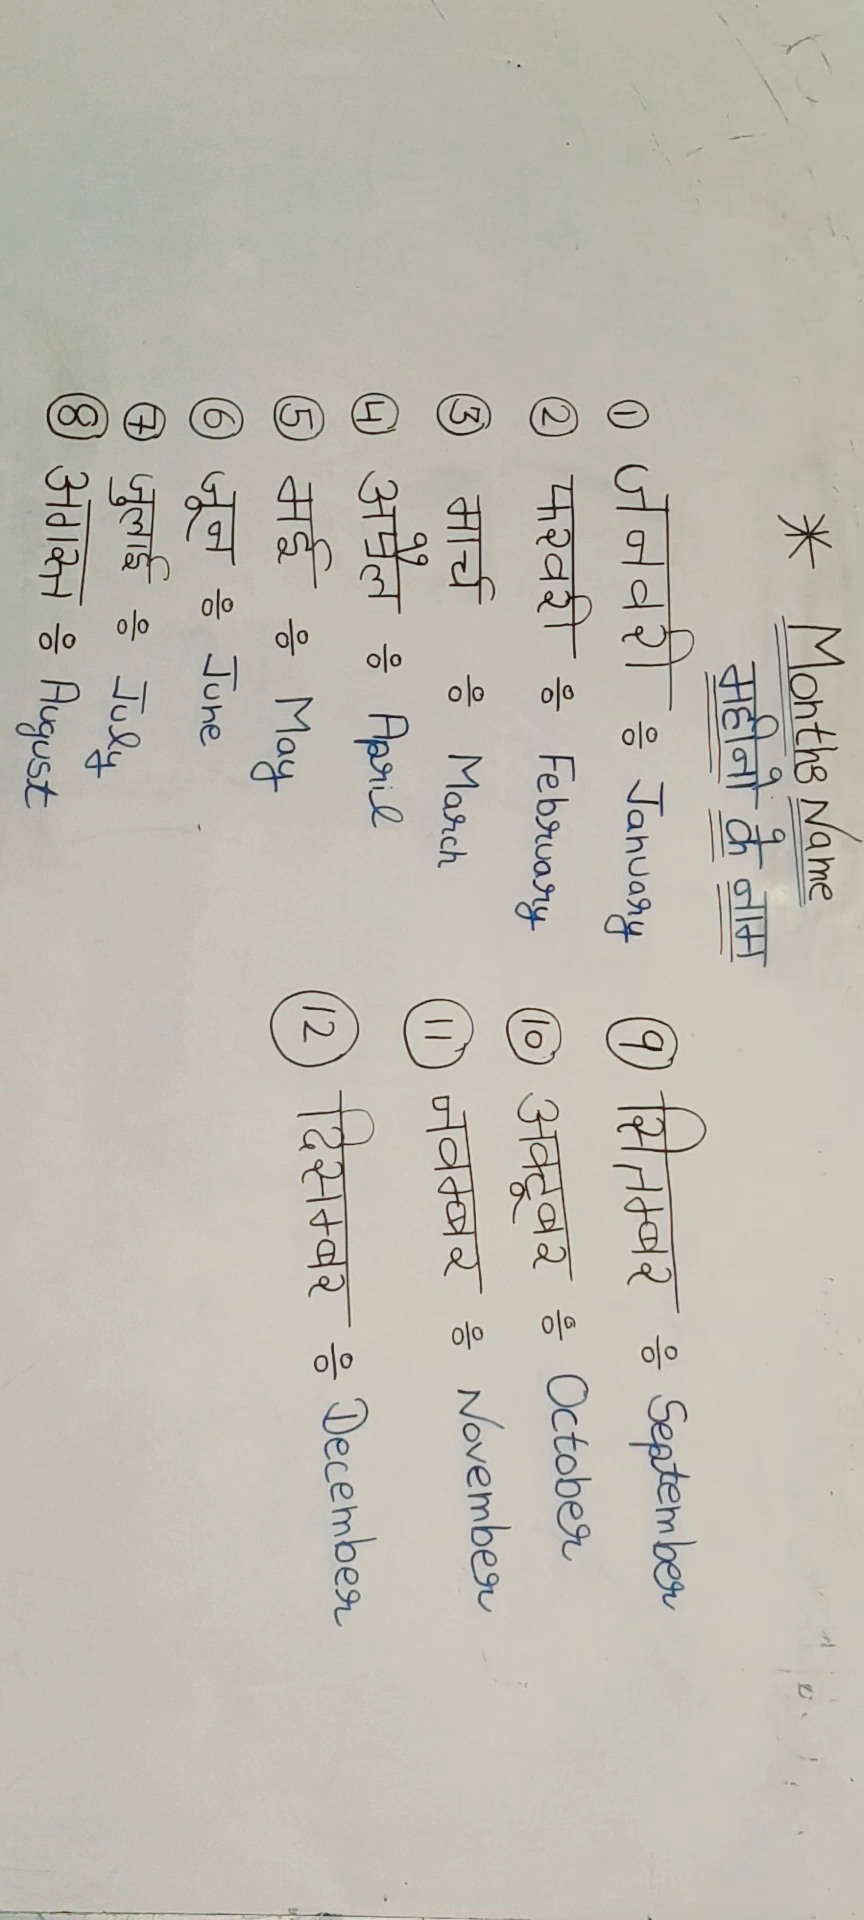 * Months Name
महीनो के नाम
① जनवरी ÷ January
② फरवरी ÷ February
③ मार्च ÷ March
④ अप्रैल ÷ April
⑤ मई ÷ May
⑥ जून ÷ June
⑦ जुलाई ÷ July
⑧ अगस्त ÷ August
⑨ सितम्बर ÷ September
⑩ अक्टूबर ÷ October
⑪ नवम्बर ÷ November
⑫ दिसम्बर ÷ December